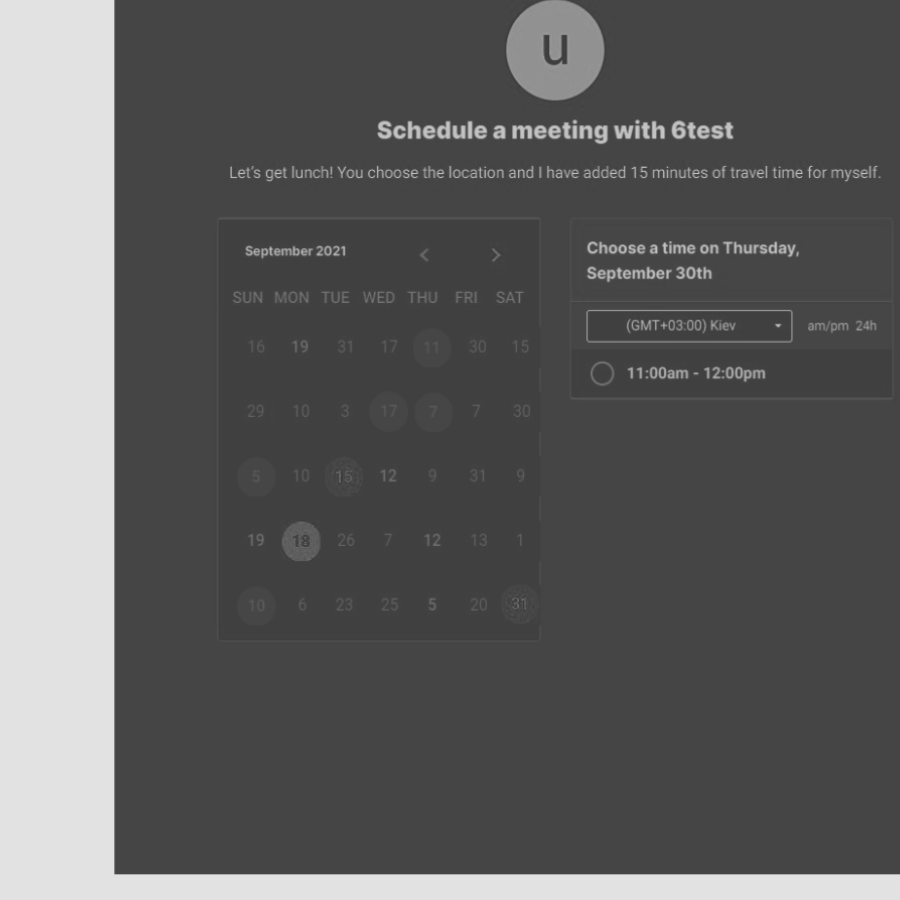 u
Schedule a meeting with 6test
Let's get lunch! You choose the location and I have added 15 minutes of travel time for myself.
September 2021
SUN MON TUE WED THU FRI SAT
16 19 31 17 11 30 15
29 10 3 17 7 7 30
5 10 15 12 9 31 9
19 18 26 7 12 13 1
10 6 23 25 5 20 31
Choose a time on Thursday,
September 30th
(GMT+03:00) Kiev am/pm 24h
11:00am - 12:00pm